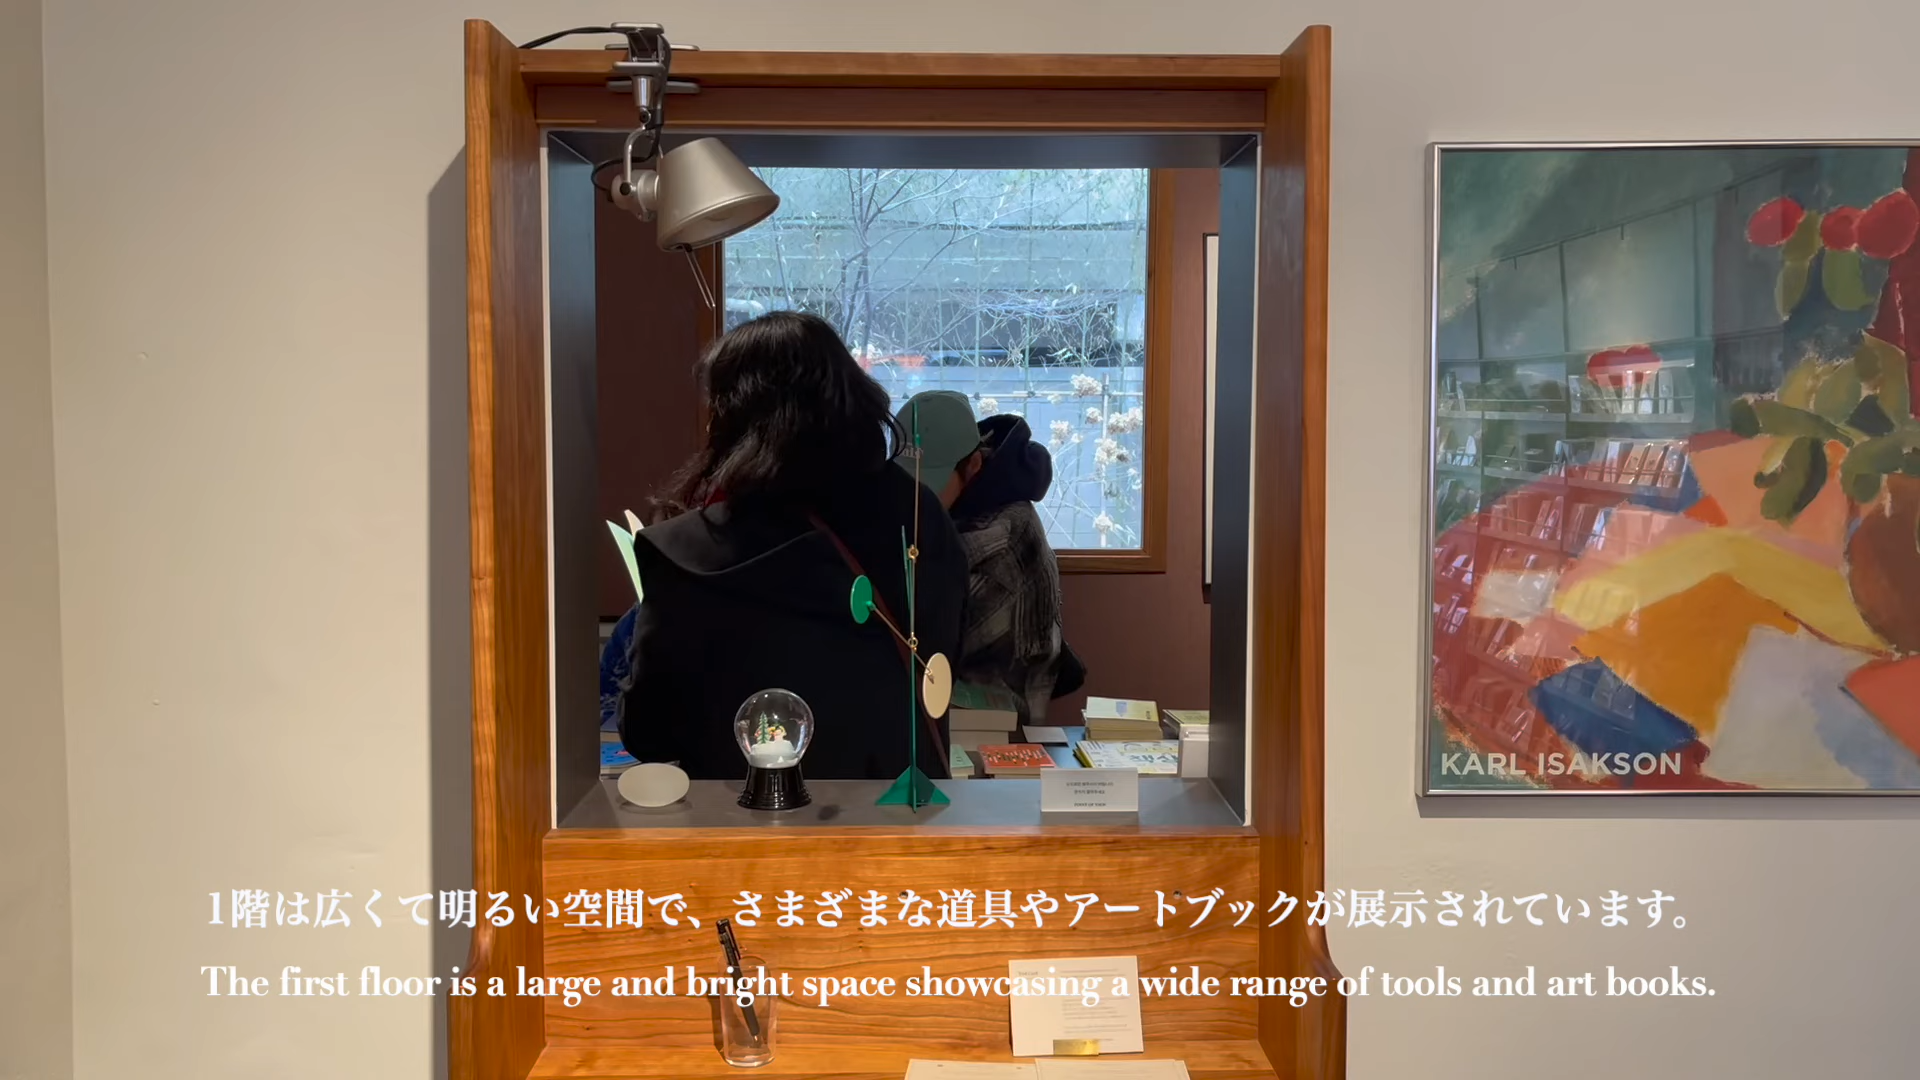 KARL ISAKSON
1階は広くて明るい空間で、さまざまな道具やアートブックが展示されています。
The first floor is a large and bright space showcasing a wide range of tools and art books.